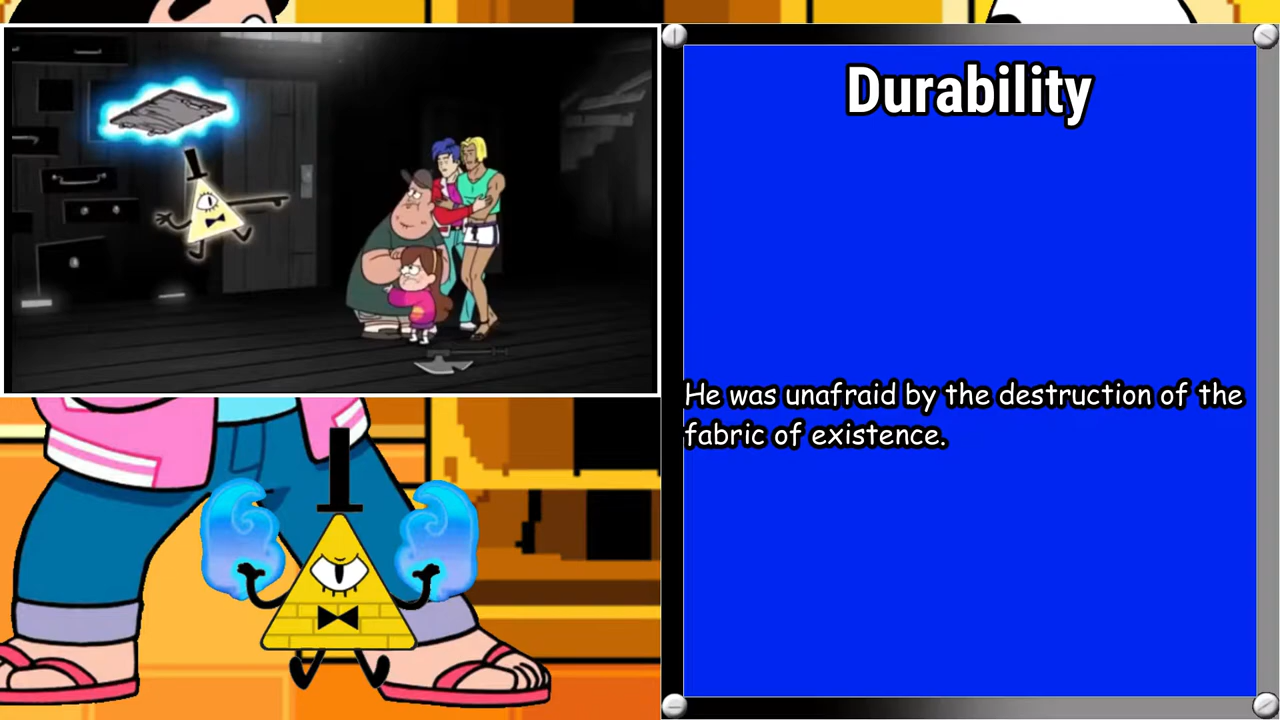 Durability
He was unafraid by the destruction of the
fabric of existence.